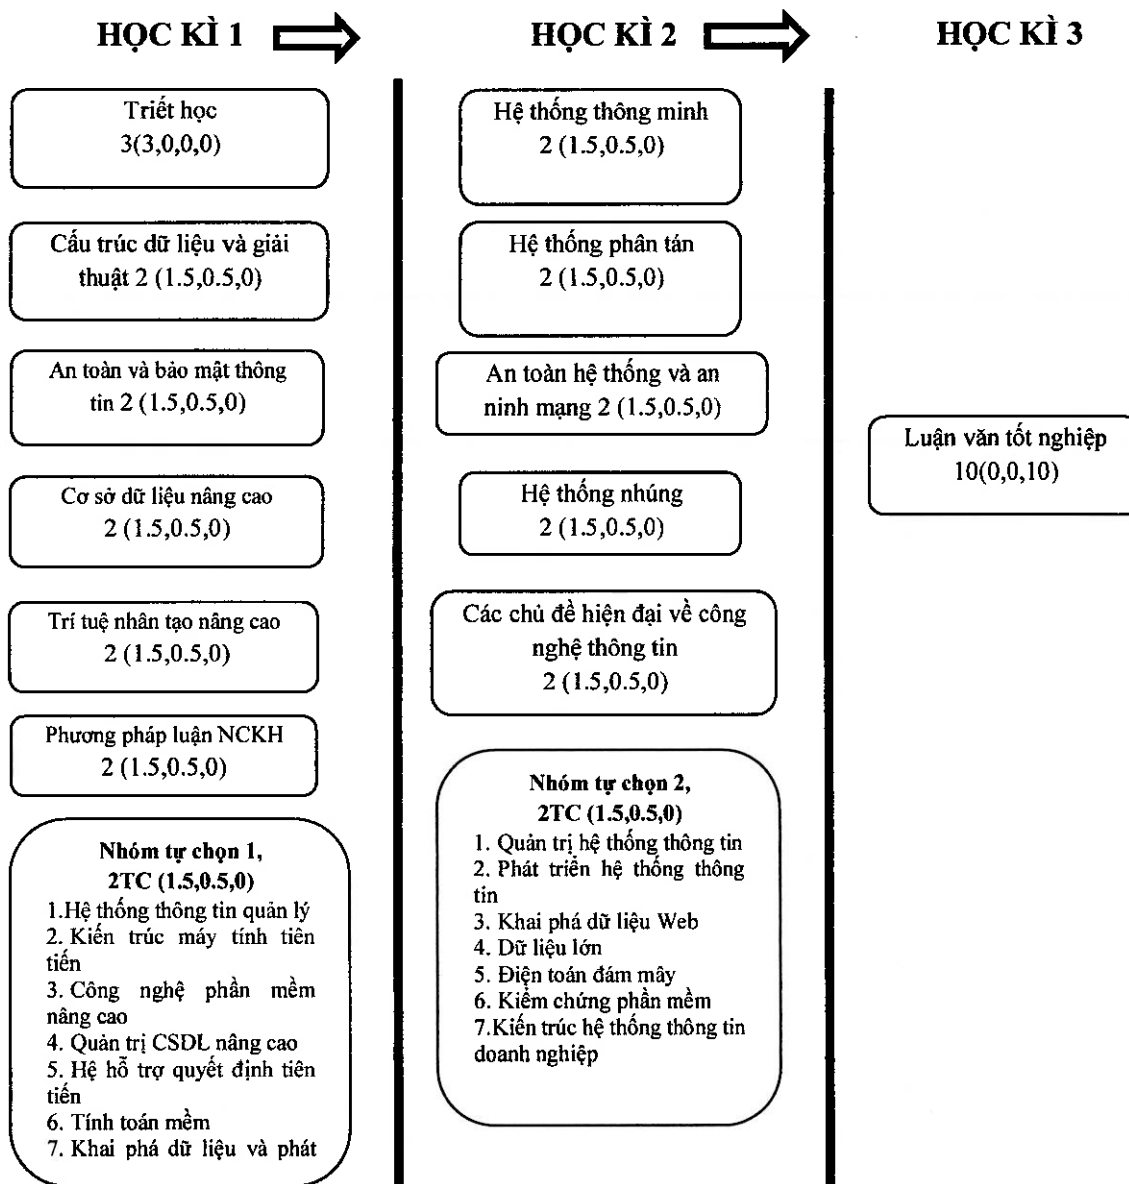 HỌC KÌ 1
HỌC KÌ 2
HỌC KÌ 3
Triết học
3(3,0,0,0)
Cấu trúc dữ liệu và giải
thuật 2 (1.5,0.5,0)
An toàn và bảo mật thông
tin 2 (1.5,0.5,0)
Cơ sở dữ liệu nâng cao
2 (1.5,0.5,0)
Trí tuệ nhân tạo nâng cao
2 (1.5,0.5,0)
Phương pháp luận NCKH
2 (1.5,0.5,0)
Nhóm tự chọn 1,
2TC (1.5,0.5,0)
1.Hệ thống thông tin quản lý
2. Kiến trúc máy tính tiên
tiến
3. Công nghệ phần mềm
nâng cao
4. Quản trị CSDL nâng cao
5. Hệ hỗ trợ quyết định tiên
tiến
6. Tính toán mềm
7. Khai phá dữ liệu và phát
Hệ thống thông minh
2 (1.5,0.5,0)
Hệ thống phân tán
2 (1.5,0.5,0)
An toàn hệ thống và an
ninh mạng 2 (1.5,0.5,0)
Hệ thống nhúng
2 (1.5,0.5,0)
Các chủ đề hiện đại về công
nghệ thông tin
2 (1.5,0.5,0)
Nhóm tự chọn 2,
2TC (1.5,0.5,0)
1. Quản trị hệ thống thông tin
2. Phát triển hệ thống thông
tin
3. Khai phá dữ liệu Web
4. Dữ liệu lớn
5. Điện toán đám mây
6. Kiểm chứng phần mềm
7.Kiến trúc hệ thống thông tin
doanh nghiệp
Luận văn tốt nghiệp
10(0,0,10)